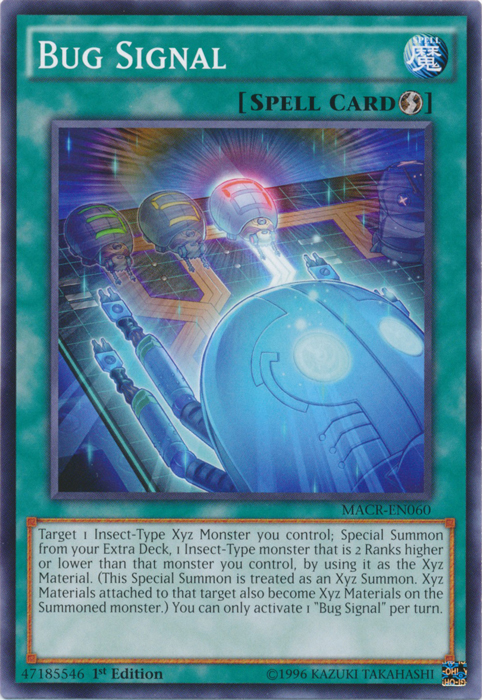 BUG SIGNAL
SPELL
魔
[SPELL CARD]
MACR-EN060
Target 1 Insect-Type Xyz Monster you control; Special Summon
from your Extra Deck, 1 Insect-Type monster that is 2 Ranks higher
or lower than that monster you control, by using it as the Xyz
Material. (This Special Summon is treated as an Xyz Summon. Xyz
Materials attached to that target also become Xyz Materials on the
Summoned monster.) You can only activate 1 "Bug Signal" per turn.
47185546 1st Edition ©1996 KAZUKI TAKAHASHI